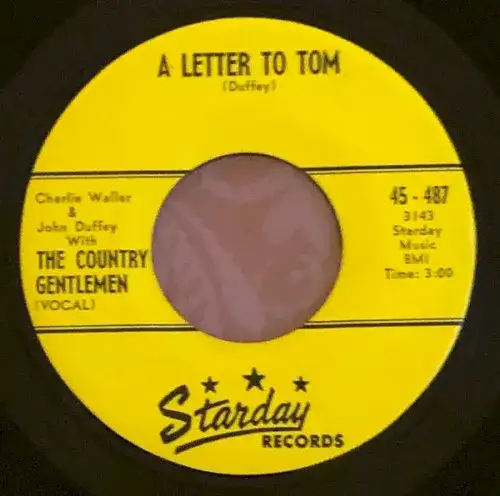 A LETTER TO TOM
(Duffey)
Charlie Waller
&
John Duffey
With
THE COUNTRY
GENTLEMEN
(VOCAL)
45 - 487
3143
Starday
Music
BMI
Time: 3:00
Starday
RECORDS